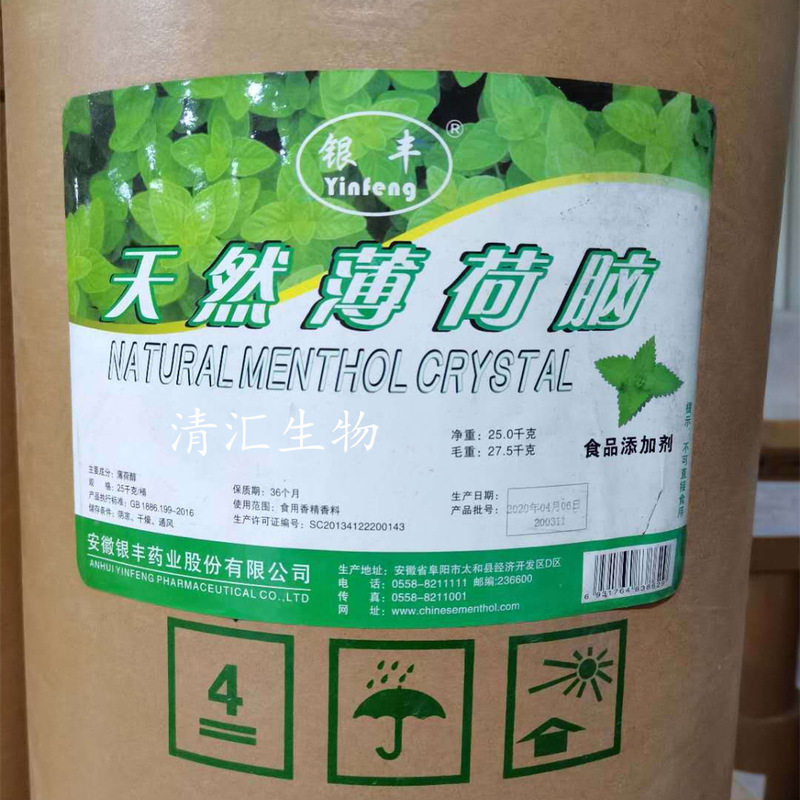 银丰
®
Yinfeng
天然薄荷脑
NATURAL MENTHOL CRYSTAL
清汇生物
净重：25.0千克
毛重：27.5千克
食品添加剂
提示：不可直接食用
主要成分：薄荷醇
规 格：25千克/桶
产品执行标准：GB 1886.199-2016
储存条件：阴凉、干燥、通风
保质期：36个月
使用范围：食用香精香料
生产许可证编号：SC20134122200143
生产日期：
产品批号：
2020年04月06日
200311
安徽银丰药业股份有限公司
ANHUI YINFENG PHARMACEUTICAL CO.,LTD
生产地址：安徽省阜阳市太和县经济开发区D区
电 话：0558-8211111 邮编:236600
传 真：0558-8211001
网 址：www.chinesementhol.com
4